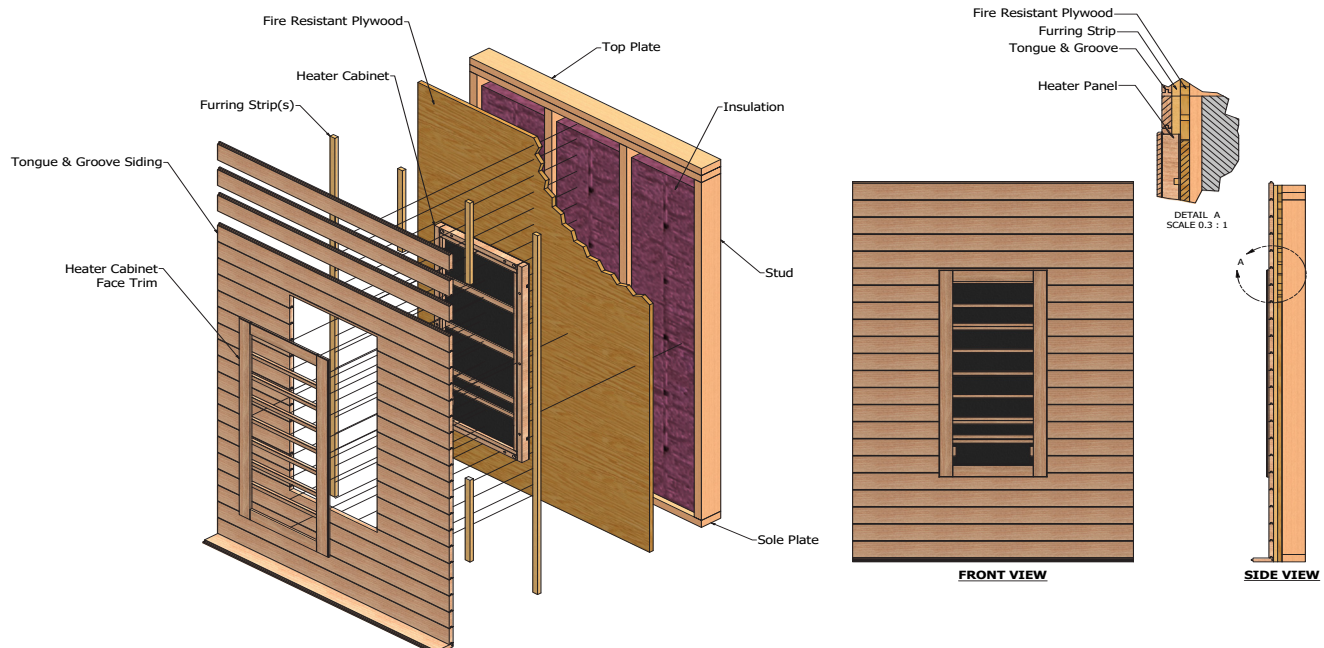 Fire Resistant Plywood
Top Plate
Heater Cabinet
Furring Strip(s)
Insulation
Tongue & Groove Siding
Stud
Heater Cabinet
Face Trim
Sole Plate
Fire Resistant Plywood
Furring Strip
Tongue & Groove
Heater Panel
DETAIL A
SCALE 0.3 : 1
A
FRONT VIEW
SIDE VIEW